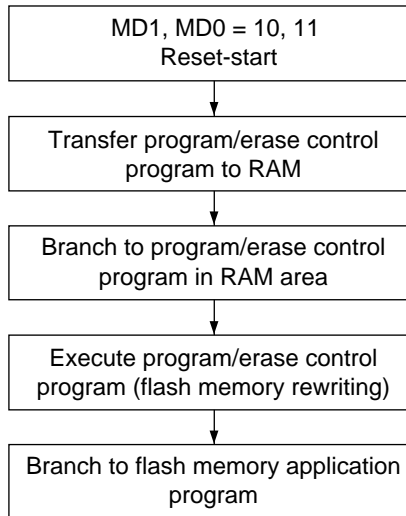 MD1, MD0 = 10, 11
Reset-start
Transfer program/erase control
program to RAM
Branch to program/erase control
program in RAM area
Execute program/erase control
program (flash memory rewriting)
Branch to flash memory application
program